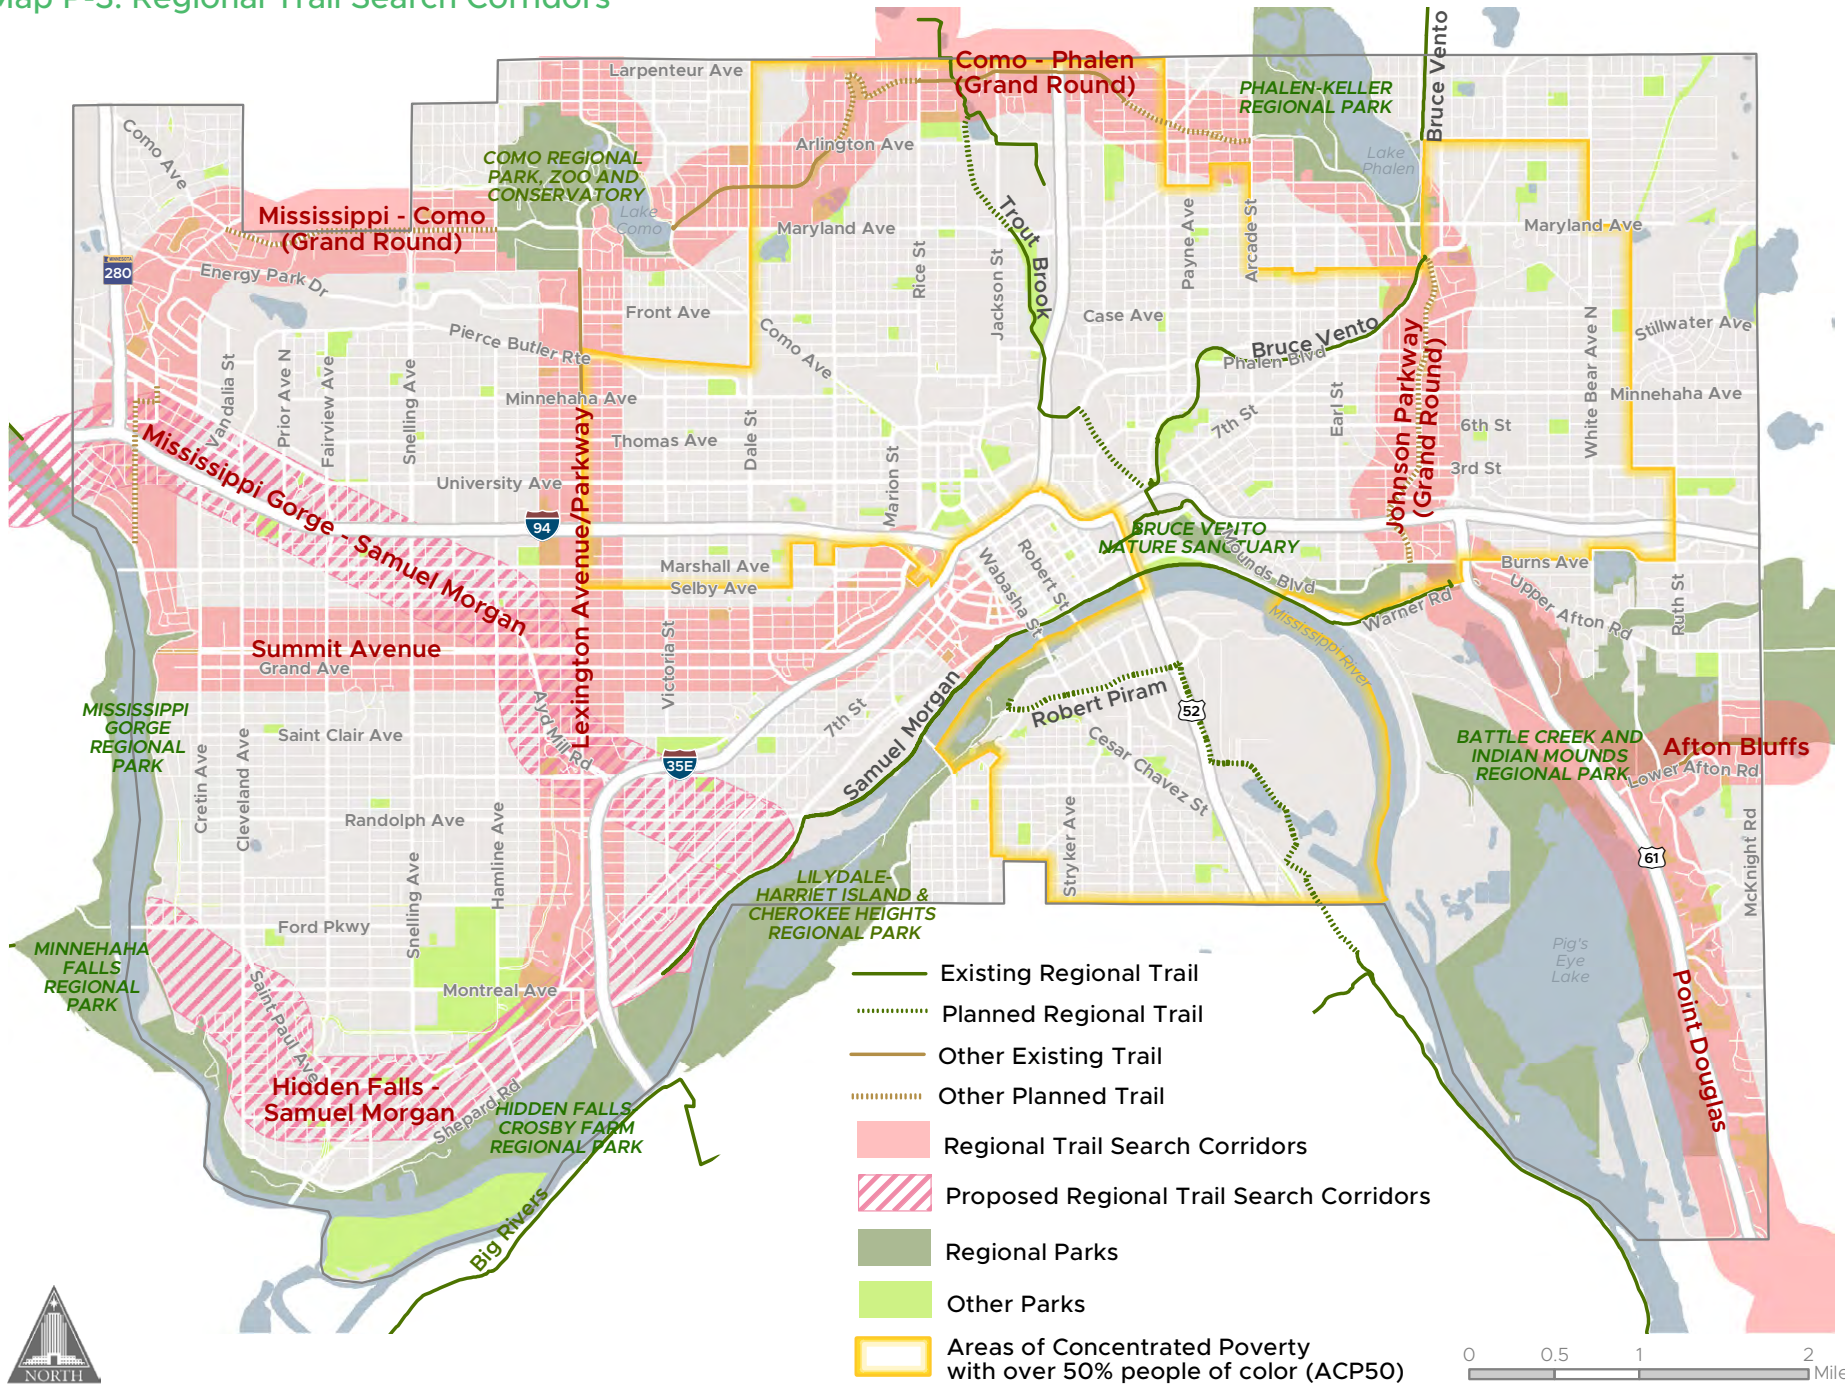 Map P-3: Regional Trail Search Corridors
Larpenteur Ave
Como - Phalen
(Grand Round)
Bruce Vento
PHALEN-KELLER
REGIONAL PARK
Como Ave
COMO REGIONAL
PARK, ZOO AND
CONSERVATORY
Arlington Ave
Lake
Phalen
Lake
Como
Mississippi - Como
(Grand Round)
Maryland Ave
Rice St
Jackson St
Trout Brook
Payne Ave
Arcade St
Maryland Ave
MINNESOTA
280
Energy Park Dr
Front Ave
Pierce Butler Rte
Como Ave
Case Ave
Bruce Vento
Phalen Blvd
Johnson Parkway
(Grand Round)
White Bear Ave N
Stillwater Ave
Vandalia St
Prior Ave N
Fairview Ave
Snelling Ave
Minnehaha Ave
Minnehaha Ave
Thomas Ave
Dale St
7th St
Earl St
6th St
3rd St
Mississippi Gorge - Samuel Morgan
University Ave
Marion St
94
Lexington Avenue/Parkway
BRUCE VENTO
NATURE SANCTUARY
Marshall Ave
Selby Ave
Wabasha St
Robert St
Mounds Blvd
Burns Ave
Upper Afton Rd
Ruth St
Warner Rd
Mississippi River
Summit Avenue
Grand Ave
Victoria St
Ayd Mill Rd
7th St
Samuel Morgan
Robert Piram
52
MISSISSIPPI
GORGE
REGIONAL
PARK
Saint Clair Ave
Cretin Ave
Cleveland Ave
35E
Cesar Chavez St
BATTLE CREEK AND
INDIAN MOUNDS
REGIONAL PARK
Afton Bluffs
Lower Afton Rd
Randolph Ave
Hamline Ave
Snelling Ave
Stryker Ave
61
McKnight Rd
LILYDALE-
HARRIET ISLAND &
CHEROKEE HEIGHTS
REGIONAL PARK
Ford Pkwy
MINNEHAHA
FALLS
REGIONAL
PARK
Saint Paul Ave
Montreal Ave
Pig's
Eye
Lake
Point Douglas
Hidden Falls -
Samuel Morgan
Shepard Rd
HIDDEN FALLS-
CROSBY FARM
REGIONAL PARK
Big Rivers
Existing Regional Trail
Planned Regional Trail
Other Existing Trail
Other Planned Trail
Regional Trail Search Corridors
Proposed Regional Trail Search Corridors
Regional Parks
Other Parks
Areas of Concentrated Poverty
with over 50% people of color (ACP50)
NORTH
0 0.5 1 2
Mile